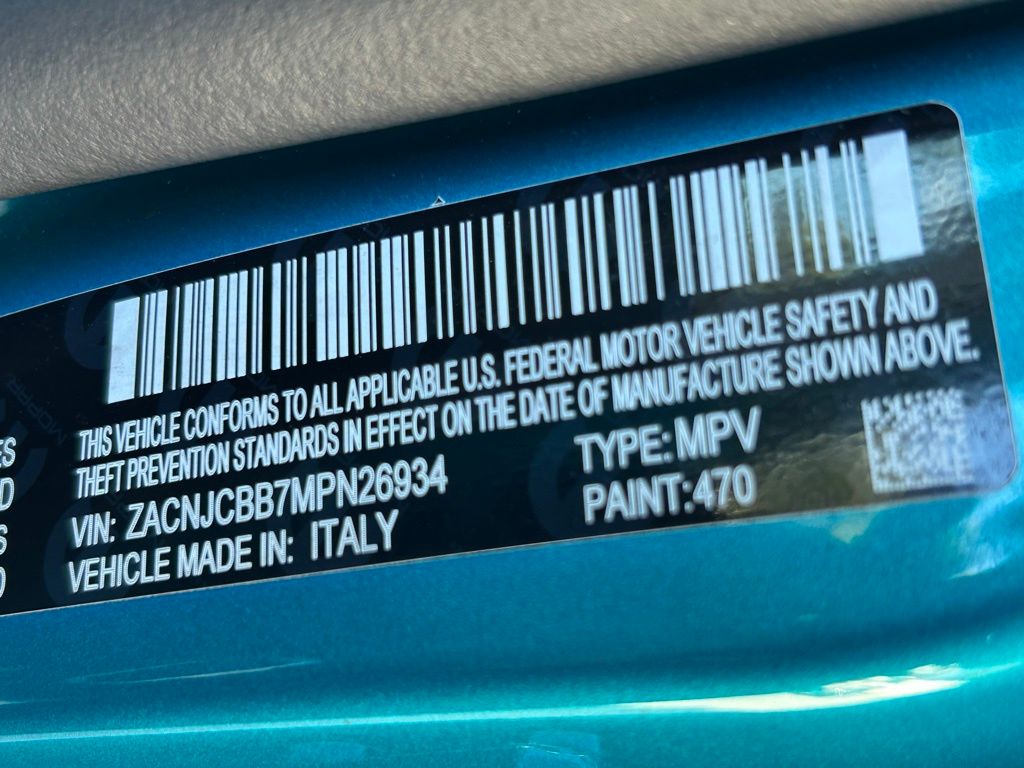 THIS VEHICLE CONFORMS TO ALL APPLICABLE U.S. FEDERAL MOTOR VEHICLE SAFETY AND
THEFT PREVENTION STANDARDS IN EFFECT ON THE DATE OF MANUFACTURE SHOWN ABOVE.
VIN: ZACNJCBB7MPN26934
TYPE: MPV
VEHICLE MADE IN: ITALY
PAINT:470
MOPAR